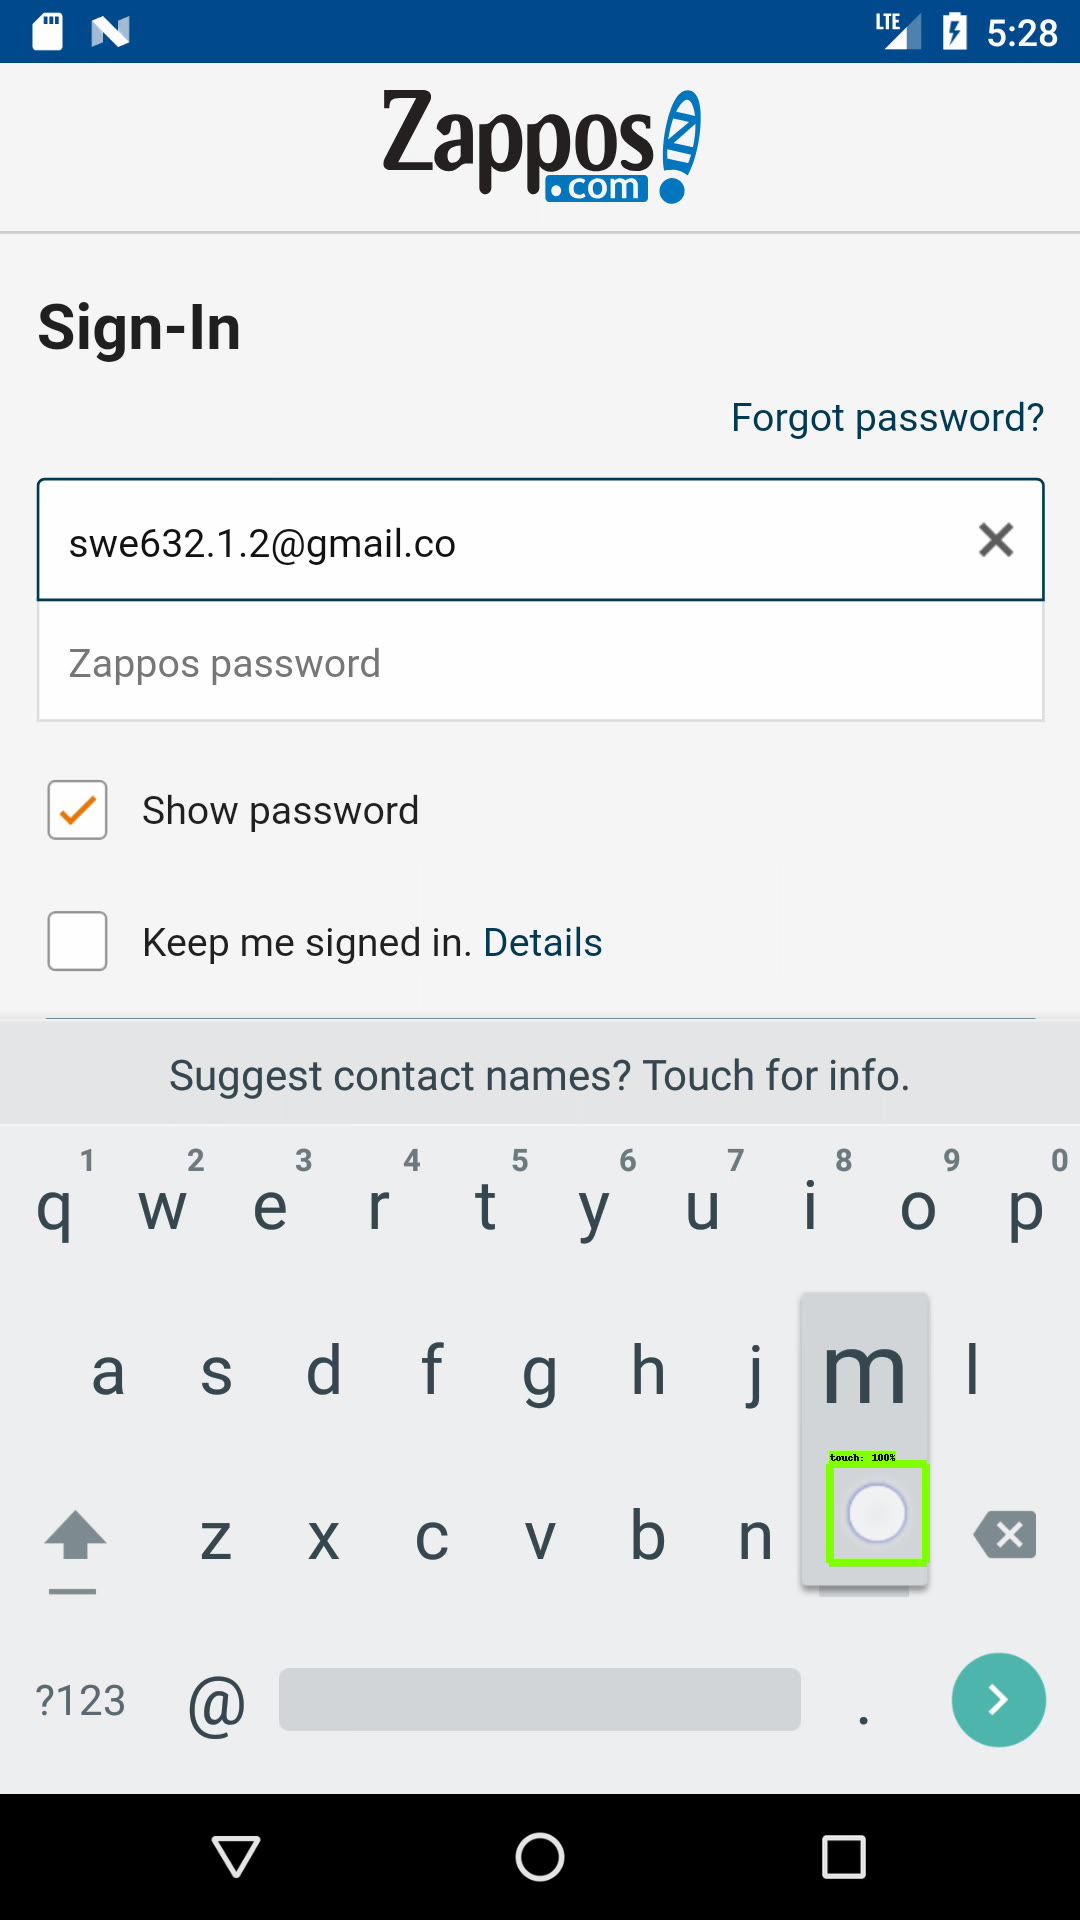 LTE 5:28
Zappos
.com
Sign-In
Forgot password?
swe632.1.2@gmail.co
Zappos password
Show password
Keep me signed in. Details
Suggest contact names? Touch for info.
1 2 3 4 5 6 7 8 9 0
q w e r t y u i o p
a s d f g h j m l
touch: 100%
z x c v b n
?123 @ .